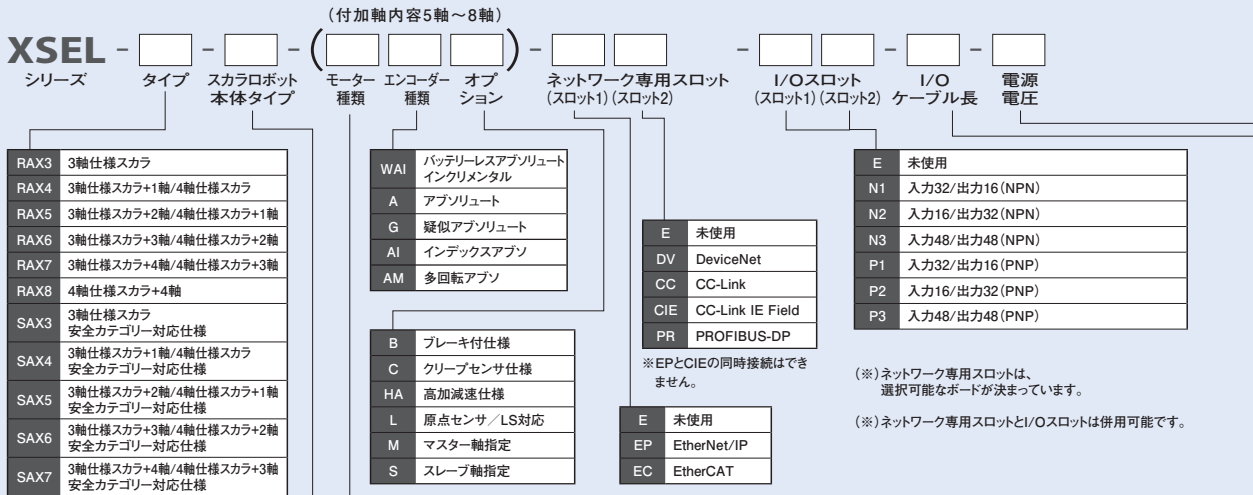 (付加軸内容5軸～8軸)
XSEL - □ - □ - (□ □ □) - □ □ - □ □ - □ - □
シリーズ
タイプ
スカラロボット
本体タイプ
モーター
種類
エンコーダー
種類
オプ
ション
ネットワーク専用スロット
(スロット1)(スロット2)
I/Oスロット
(スロット1)(スロット2)
I/O
ケーブル長
電源
電圧
RAX3 3軸仕様スカラ
RAX4 3軸仕様スカラ+1軸/4軸仕様スカラ
RAX5 3軸仕様スカラ+2軸/4軸仕様スカラ+1軸
RAX6 3軸仕様スカラ+3軸/4軸仕様スカラ+2軸
RAX7 3軸仕様スカラ+4軸/4軸仕様スカラ+3軸
RAX8 4軸仕様スカラ+4軸
SAX3 3軸仕様スカラ
安全カテゴリー対応仕様
SAX4 3軸仕様スカラ+1軸/4軸仕様スカラ
安全カテゴリー対応仕様
SAX5 3軸仕様スカラ+2軸/4軸仕様スカラ+1軸
安全カテゴリー対応仕様
SAX6 3軸仕様スカラ+3軸/4軸仕様スカラ+2軸
安全カテゴリー対応仕様
SAX7 3軸仕様スカラ+4軸/4軸仕様スカラ+3軸
安全カテゴリー対応仕様
WAI バッテリーレスアブソリュート
インクリメンタル
A アブソリュート
G 疑似アブソリュート
AI インデックスアブソ
AM 多回転アブソ
B ブレーキ付仕様
C クリープセンサ仕様
HA 高加減速仕様
L 原点センサ／LS対応
M マスター軸指定
S スレーブ軸指定
E 未使用
DV DeviceNet
CC CC-Link
CIE CC-Link IE Field
PR PROFIBUS-DP
※EPとCIEの同時接続はでき
ません。
E 未使用
EP EtherNet/IP
EC EtherCAT
E 未使用
N1 入力32/出力16(NPN)
N2 入力16/出力32(NPN)
N3 入力48/出力48(NPN)
P1 入力32/出力16(PNP)
P2 入力16/出力32(PNP)
P3 入力48/出力48(PNP)
(※)ネットワーク専用スロットは、
選択可能なボードが決まっています。
(※)ネットワーク専用スロットとI/Oスロットは併用可能です。